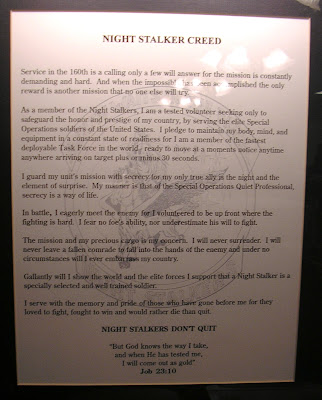 NIGHT STALKER CREED
Service in the 160th is a calling only a few will answer for the mission is constantly
demanding and hard. And when the impossible has been accomplished the only
reward is another mission that no one else will try.
As a member of the Night Stalkers, I am a tested volunteer seeking only to
safeguard the honor and prestige of my country, by serving the elite Special
Operations soldiers of the United States. I pledge to maintain my body, mind, and
equipment in a constant state of readiness for I am a member of the fastest
deployable Task Force in the world, ready to move at a moments notice anytime
anywhere arriving on target plus or minus 30 seconds.
I guard my unit's mission with secrecy for my only true ally is the night and the
element of surprise. My manner is that of the Special Operations Quiet Professional,
secrecy is a way of life.
In battle, I eagerly meet the enemy for I volunteered to be up front where the
fighting is hard. I fear no foe's ability, nor underestimate his will to fight.
The mission and my precious cargo is my concern. I will never surrender. I will
never leave a fallen comrade to fall into the hands of the enemy and under no
circumstances will I ever embarrass my country.
Gallantly will I show the world and the elite forces I support that a Night Stalker is a
specially selected and well trained soldier.
I serve with the memory and pride of those who have gone before me for they
loved to fight, fought to win and would rather die than quit.
NIGHT STALKERS DON'T QUIT
"But God knows the way I take,
and when He has tested me,
I will come out as gold"
Job 23:10